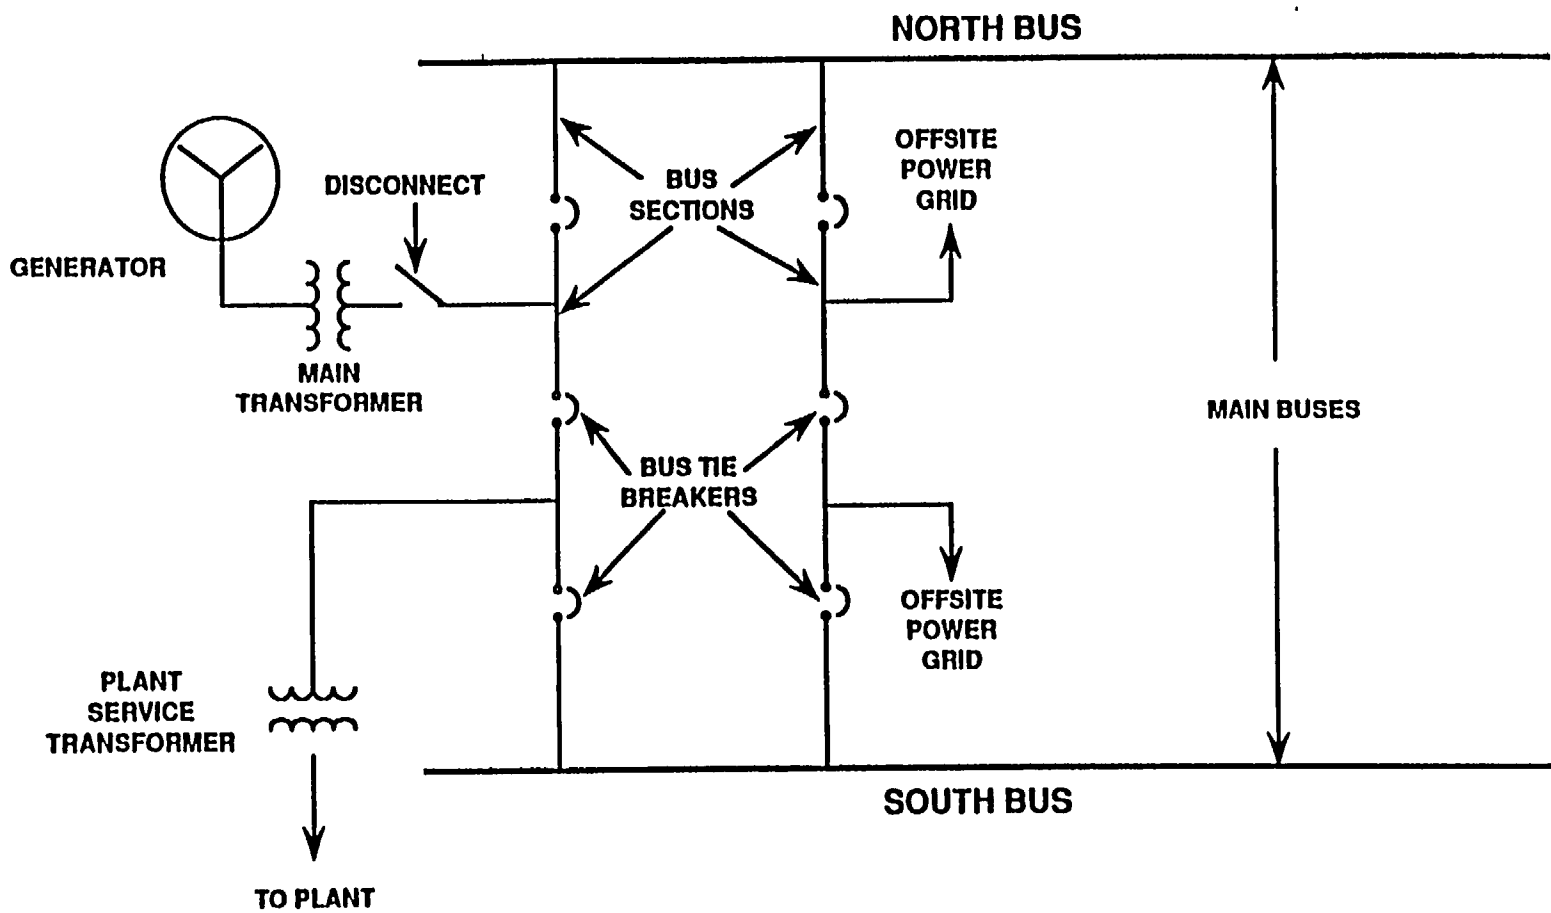 NORTH BUS
OFFSITE
POWER
GRID
DISCONNECT
BUS
SECTIONS
GENERATOR
MAIN
TRANSFORMER
MAIN BUSES
BUS TIE
BREAKERS
OFFSITE
POWER
GRID
PLANT
SERVICE
TRANSFORMER
SOUTH BUS
TO PLANT